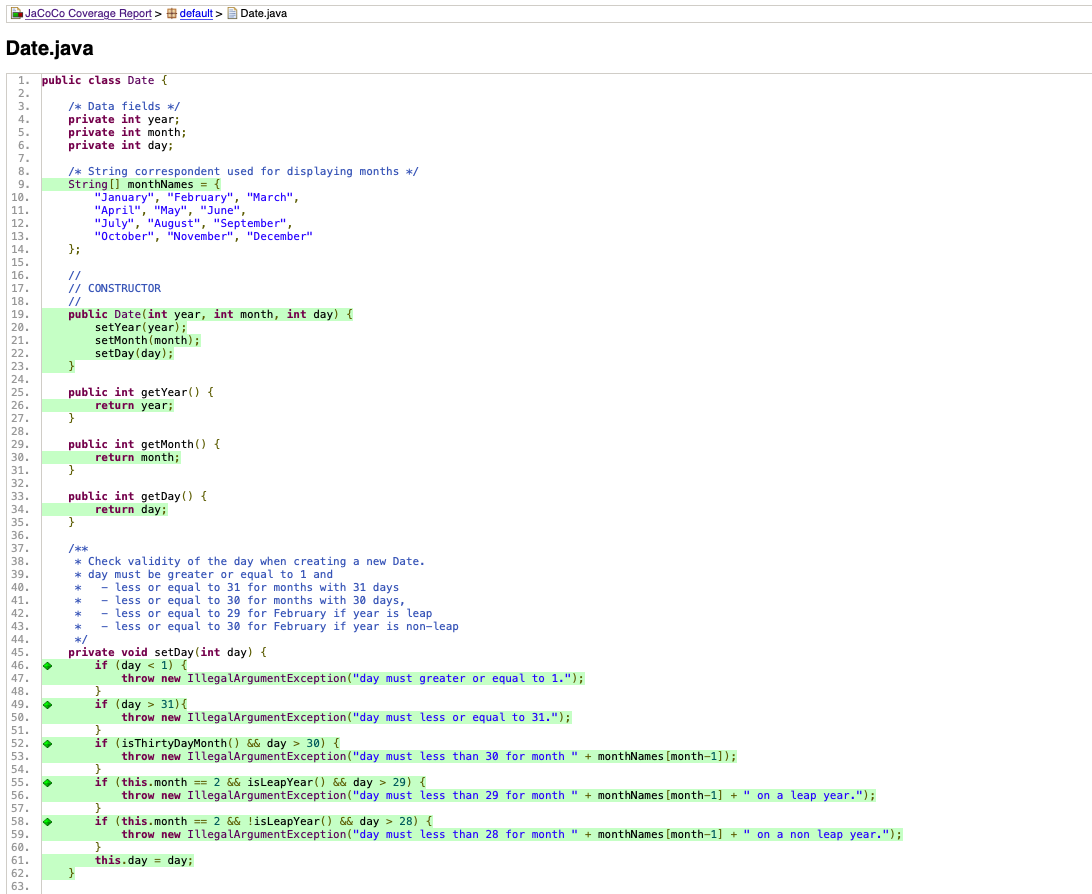 JaCoCo Coverage Report > default > Date.java
Date.java
1. public class Date {
2.
3.     /* Data fields */
4.     private int year;
5.     private int month;
6.     private int day;
7.
8.     /* String correspondent used for displaying months */
9.     String[] monthNames = {
10.         "January", "February", "March",
11.         "April", "May", "June",
12.         "July", "August", "September",
13.         "October", "November", "December"
14.     };
15.
16.     //
17.     // CONSTRUCTOR
18.     //
19.     public Date(int year, int month, int day) {
20.         setYear(year);
21.         setMonth(month);
22.         setDay(day);
23.     }
24.
25.     public int getYear() {
26.         return year;
27.     }
28.
29.     public int getMonth() {
30.         return month;
31.     }
32.
33.     public int getDay() {
34.         return day;
35.     }
36.
37.     /**
38.      * Check validity of the day when creating a new Date.
39.      * day must be greater or equal to 1 and
40.      *   - less or equal to 31 for months with 31 days
41.      *   - less or equal to 30 for months with 30 days,
42.      *   - less or equal to 29 for February if year is leap
43.      *   - less or equal to 30 for February if year is non-leap
44.      */
45.     private void setDay(int day) {
46.         if (day < 1) {
47.             throw new IllegalArgumentException("day must greater or equal to 1.");
48.         }
49.         if (day > 31){
50.             throw new IllegalArgumentException("day must less or equal to 31.");
51.         }
52.         if (isThirtyDayMonth() && day > 30) {
53.             throw new IllegalArgumentException("day must less than 30 for month " + monthNames[month-1]);
54.         }
55.         if (this.month == 2 && isLeapYear() && day > 29) {
56.             throw new IllegalArgumentException("day must less than 29 for month " + monthNames[month-1] + " on a leap year.");
57.         }
58.         if (this.month == 2 && !isLeapYear() && day > 28) {
59.             throw new IllegalArgumentException("day must less than 28 for month " + monthNames[month-1] + " on a non leap year.");
60.         }
61.         this.day = day;
62.     }
63.